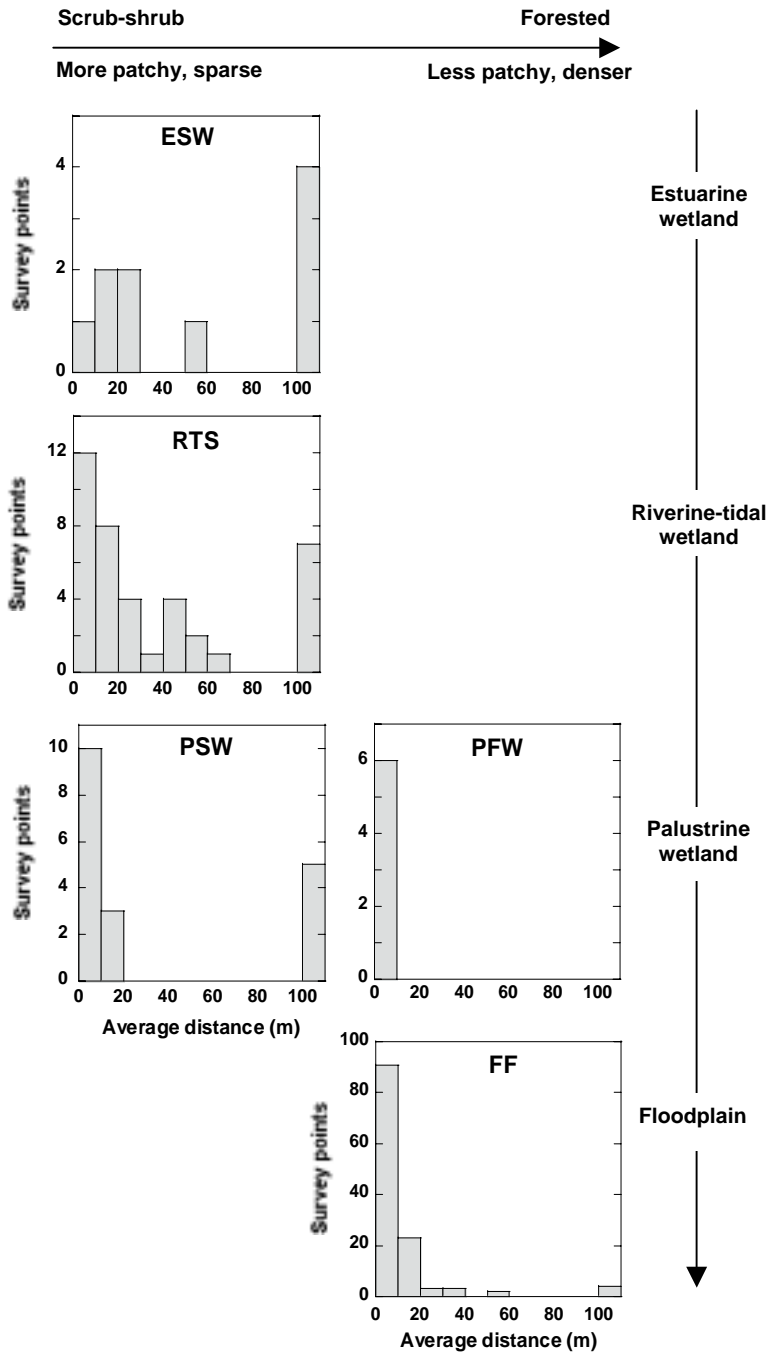 Scrub-shrub Forested
More patchy, sparse Less patchy, denser
ESW
Survey points
4
2
0
0 20 40 60 80 100
Estuarine
wetland
RTS
Survey points
12
8
4
0
0 20 40 60 80 100
Riverine-tidal
wetland
PSW
Survey points
10
8
6
4
2
0
0 20 40 60 80 100
Average distance (m)
PFW
6
4
2
0
0 20 40 60 80 100
Palustrine
wetland
FF
Survey points
100
80
60
40
20
0
0 20 40 60 80 100
Average distance (m)
Floodplain